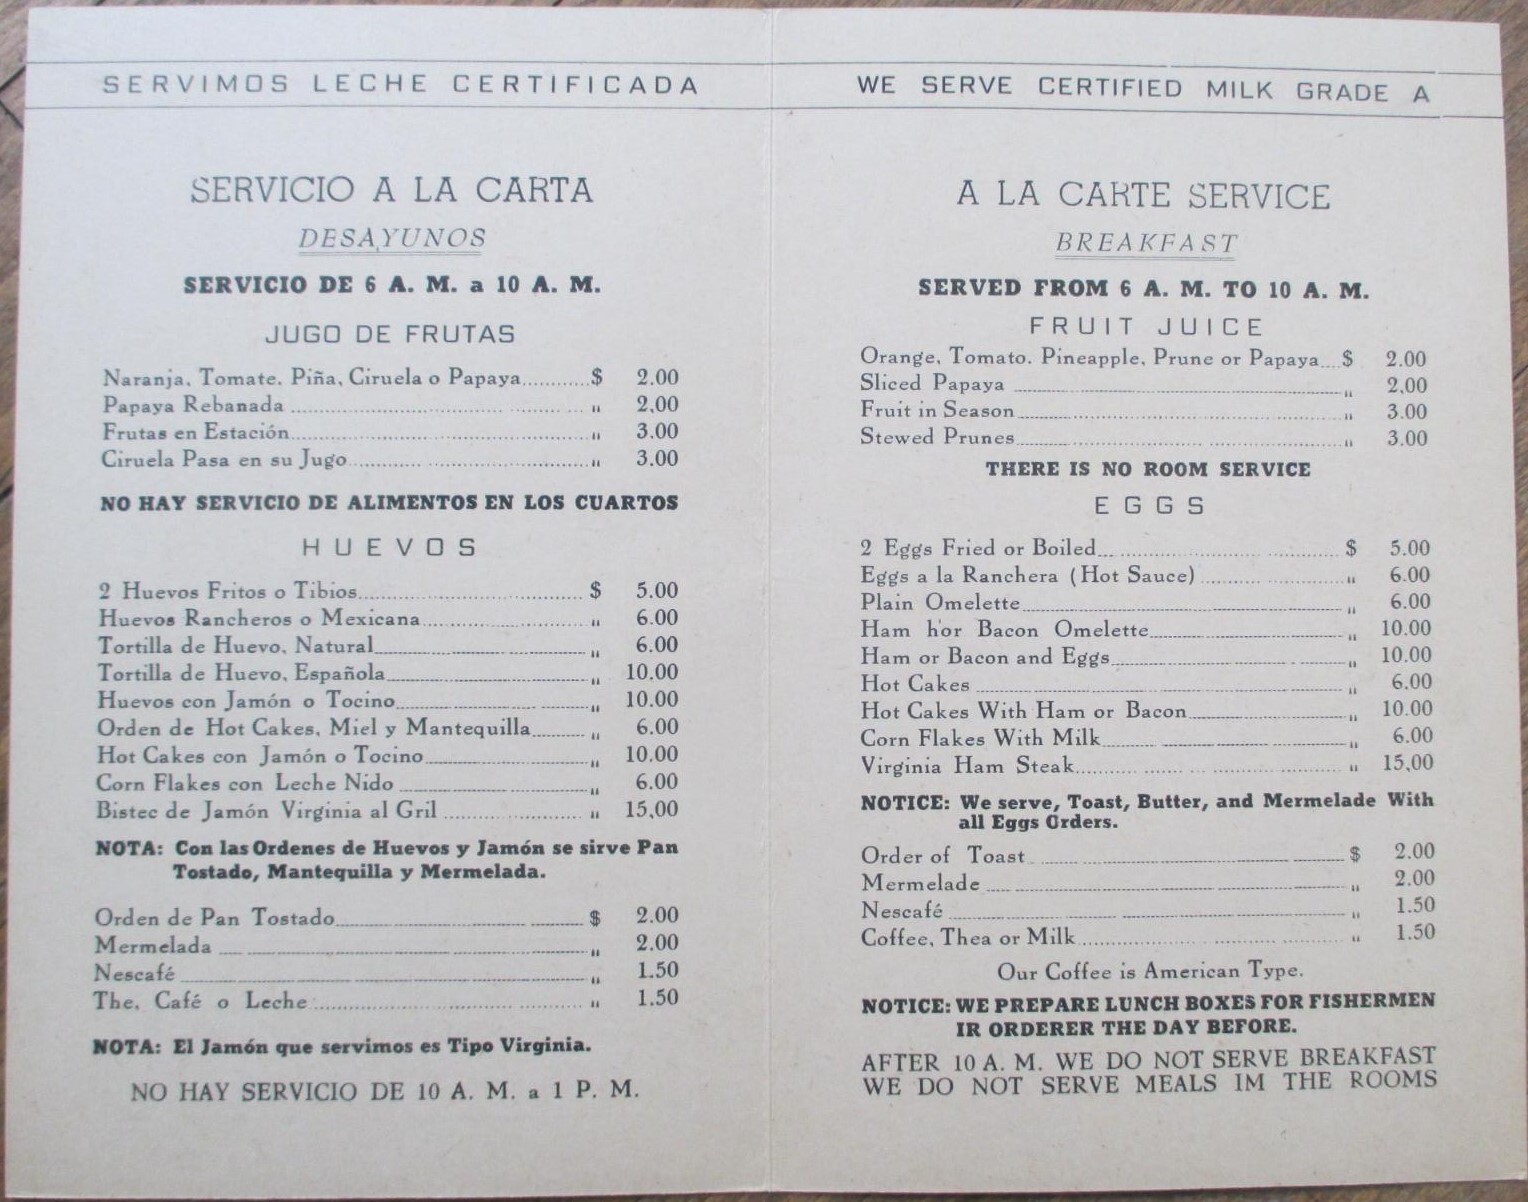 SERVIMOS LECHE CERTIFICADA
SERVICIO A LA CARTA
DESAYUNOS
SERVICIO DE 6 A. M. a 10 A. M.
JUGO DE FRUTAS
Naranja, Tomate. Piña, Ciruela o Papaya...........$ 2.00
Papaya Rebanada ........................ „ 2,00
Frutas en Estación........................ „ 3.00
Ciruela Pasa en su Jugo........................ „ 3.00
NO HAY SERVICIO DE ALIMENTOS EN LOS CUARTOS
HUEVOS
2 Huevos Fritos o Tibios........................ $ 5.00
Huevos Rancheros o Mexicana........................ „ 6.00
Tortilla de Huevo, Natural........................ „ 6.00
Tortilla de Huevo, Española........................ „ 10.00
Huevos con Jamón o Tocino........................ „ 10.00
Orden de Hot Cakes, Miel y Mantequilla......... „ 6.00
Hot Cakes con Jamón o Tocino........................ „ 10.00
Corn Flakes con Leche Nido ........................ „ 6.00
Bistec de Jamón Virginia al Gril ..................... „ 15,00
NOTA: Con las Ordenes de Huevos y Jamón se sirve Pan
Tostado, Mantequilla y Mermelada.
Orden de Pan Tostado........................ $ 2.00
Mermelada ........................ „ 2.00
Nescafé ........................ „ 1.50
The, Café o Leche........................ „ 1.50
NOTA: El Jamón que servimos es Tipo Virginia.
NO HAY SERVICIO DE 10 A. M. a 1 P. M.
WE SERVE CERTIFIED MILK GRADE A
A LA CARTE SERVICE
BREAKFAST
SERVED FROM 6 A. M. TO 10 A. M.
FRUIT JUICE
Orange, Tomato. Pineapple, Prune or Papaya....$ 2.00
Sliced Papaya ........................ „ 2,00
Fruit in Season........................ „ 3.00
Stewed Prunes........................ „ 3.00
THERE IS NO ROOM SERVICE
EGGS
2 Eggs Fried or Boiled........................ $ 5.00
Eggs a la Ranchera (Hot Sauce)..................... „ 6.00
Plain Omelette........................ „ 6.00
Ham h'or Bacon Omelette........................ „ 10.00
Ham or Bacon and Eggs........................ „ 10.00
Hot Cakes ........................ „ 6.00
Hot Cakes With Ham or Bacon..................... „ 10.00
Corn Flakes With Milk........................ „ 6.00
Virginia Ham Steak........................ „ 15,00
NOTICE: We serve, Toast, Butter, and Mermelade With
all Eggs Orders.
Order of Toast ........................ $ 2.00
Mermelade ........................ „ 2.00
Nescafé ........................ „ 1.50
Coffee, Thea or Milk........................ „ 1.50
Our Coffee is American Type.
NOTICE: WE PREPARE LUNCH BOXES FOR FISHERMEN
IR ORDERER THE DAY BEFORE.
AFTER 10 A. M. WE DO NOT SERVE BREAKFAST
WE DO NOT SERVE MEALS IM THE ROOMS